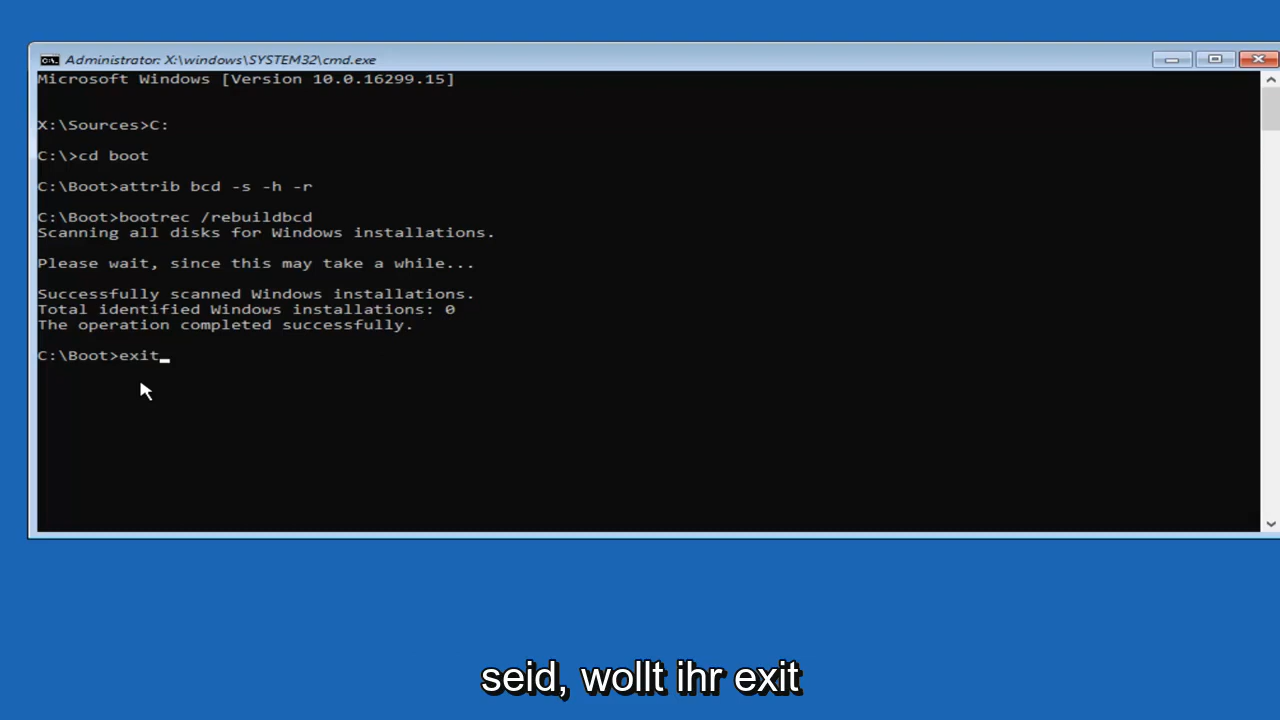 Administrator: X:\windows\SYSTEM32\cmd.exe
Microsoft Windows [Version 10.0.16299.15]
X:\Sources>C:
C:\>cd boot
C:\Boot>attrib bcd -s -h -r
C:\Boot>bootrec /rebuildbcd
Scanning all disks for Windows installations.
Please wait, since this may take a while...
Successfully scanned Windows installations.
Total identified Windows installations: 0
The operation completed successfully.
C:\Boot>exit_
seid, wollt ihr exit